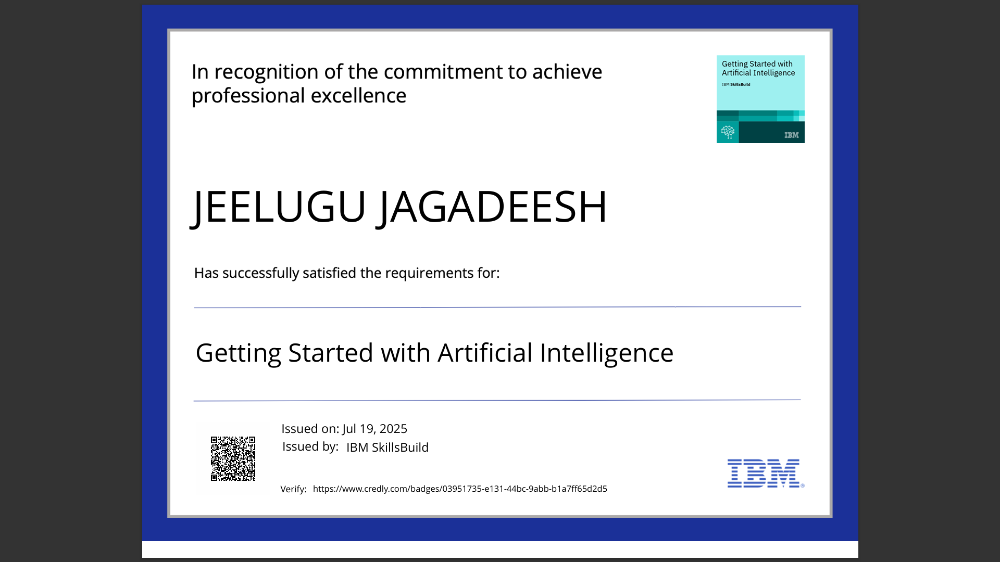 In recognition of the commitment to achieve
professional excellence
Getting Started with
Artificial Intelligence
IBM SkillsBuild
IBM
JEELUGU JAGADEESH
Has successfully satisfied the requirements for:
Getting Started with Artificial Intelligence
Issued on: Jul 19, 2025
Issued by: IBM SkillsBuild
Verify: https://www.credly.com/badges/03951735-e131-44bc-9abb-b1a7ff65d2d5
IBM®